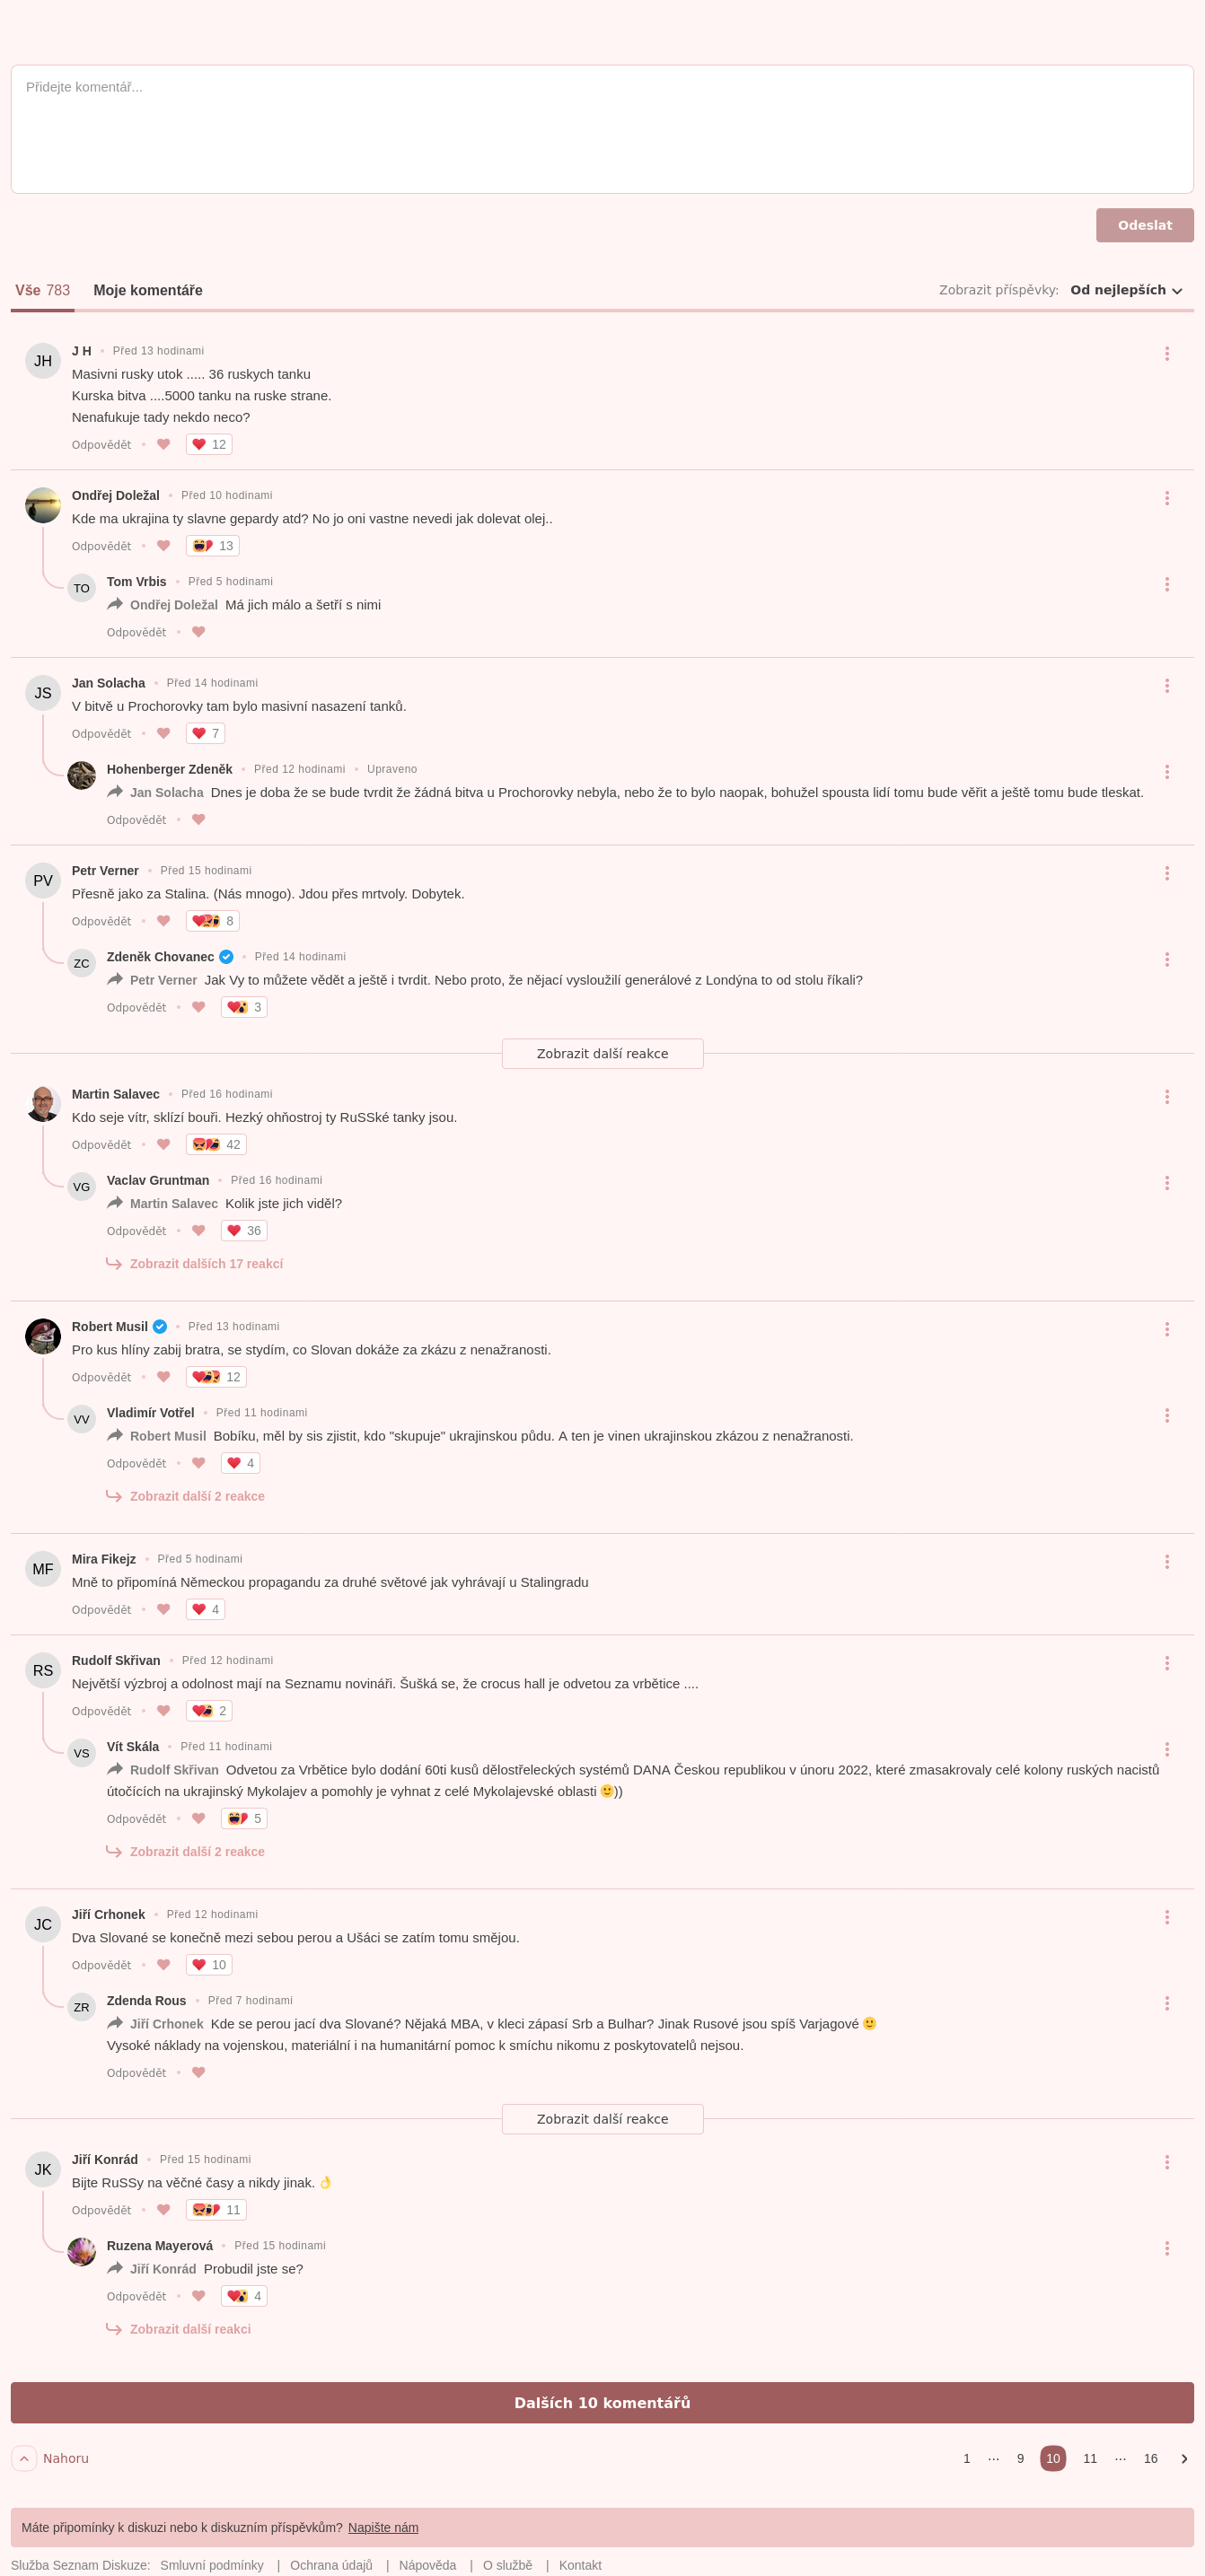 Přidejte komentář...
Odeslat
Vše 783 Moje komentáře Zobrazit příspěvky: Od nejlepších
JH J H • Před 13 hodinami
Masivni rusky utok ..... 36 ruskych tanku
Kurska bitva ....5000 tanku na ruske strane.
Nenafukuje tady nekdo neco?
Odpovědět • 12
Ondřej Doležal • Před 10 hodinami
Kde ma ukrajina ty slavne gepardy atd? No jo oni vastne nevedi jak dolevat olej..
Odpovědět • 13
TO Tom Vrbis • Před 5 hodinami
Ondřej Doležal Má jich málo a šetří s nimi
Odpovědět •
JS Jan Solacha • Před 14 hodinami
V bitvě u Prochorovky tam bylo masivní nasazení tanků.
Odpovědět • 7
Hohenberger Zdeněk • Před 12 hodinami • Upraveno
Jan Solacha Dnes je doba že se bude tvrdit že žádná bitva u Prochorovky nebyla, nebo že to bylo naopak, bohužel spousta lidí tomu bude věřit a ještě tomu bude tleskat.
Odpovědět •
PV Petr Verner • Před 15 hodinami
Přesně jako za Stalina. (Nás mnogo). Jdou přes mrtvoly. Dobytek.
Odpovědět • 8
ZC Zdeněk Chovanec • Před 14 hodinami
Petr Verner Jak Vy to můžete vědět a ještě i tvrdit. Nebo proto, že nějací vysloužilí generálové z Londýna to od stolu říkali?
Odpovědět • 3
Zobrazit další reakce
Martin Salavec • Před 16 hodinami
Kdo seje vítr, sklízí bouři. Hezký ohňostroj ty RuSSké tanky jsou.
Odpovědět • 42
VG Vaclav Gruntman • Před 16 hodinami
Martin Salavec Kolik jste jich viděl?
Odpovědět • 36
Zobrazit dalších 17 reakcí
Robert Musil • Před 13 hodinami
Pro kus hlíny zabij bratra, se stydím, co Slovan dokáže za zkázu z nenažranosti.
Odpovědět • 12
VV Vladimír Votřel • Před 11 hodinami
Robert Musil Bobíku, měl by sis zjistit, kdo "skupuje" ukrajinskou půdu. A ten je vinen ukrajinskou zkázou z nenažranosti.
Odpovědět • 4
Zobrazit další 2 reakce
MF Mira Fikejz • Před 5 hodinami
Mně to připomíná Německou propagandu za druhé světové jak vyhrávají u Stalingradu
Odpovědět • 4
RS Rudolf Skřivan • Před 12 hodinami
Největší výzbroj a odolnost mají na Seznamu novináři. Šušká se, že crocus hall je odvetou za vrbětice ....
Odpovědět • 2
VS Vít Skála • Před 11 hodinami
Rudolf Skřivan Odvetou za Vrbětice bylo dodání 60ti kusů dělostřeleckých systémů DANA Českou republikou v únoru 2022, které zmasakrovaly celé kolony ruských nacistů
útočících na ukrajinský Mykolajev a pomohly je vyhnat z celé Mykolajevské oblasti 🙂))
Odpovědět • 5
Zobrazit další 2 reakce
JC Jiří Crhonek • Před 12 hodinami
Dva Slované se konečně mezi sebou perou a Ušáci se zatím tomu smějou.
Odpovědět • 10
ZR Zdenda Rous • Před 7 hodinami
Jiří Crhonek Kde se perou jací dva Slované? Nějaká MBA, v kleci zápasí Srb a Bulhar? Jinak Rusové jsou spíš Varjagové 🙂
Vysoké náklady na vojenskou, materiální i na humanitární pomoc k smíchu nikomu z poskytovatelů nejsou.
Odpovědět •
Zobrazit další reakce
JK Jiří Konrád • Před 15 hodinami
Bijte RuSSy na věčné časy a nikdy jinak. 👌
Odpovědět • 11
Ruzena Mayerová • Před 15 hodinami
Jiří Konrád Probudil jste se?
Odpovědět • 4
Zobrazit další reakci
Dalších 10 komentářů
Nahoru 1 ··· 9 10 11 ··· 16
Máte připomínky k diskuzi nebo k diskuzním příspěvkům? Napište nám
Služba Seznam Diskuze: Smluvní podmínky | Ochrana údajů | Nápověda | O službě | Kontakt